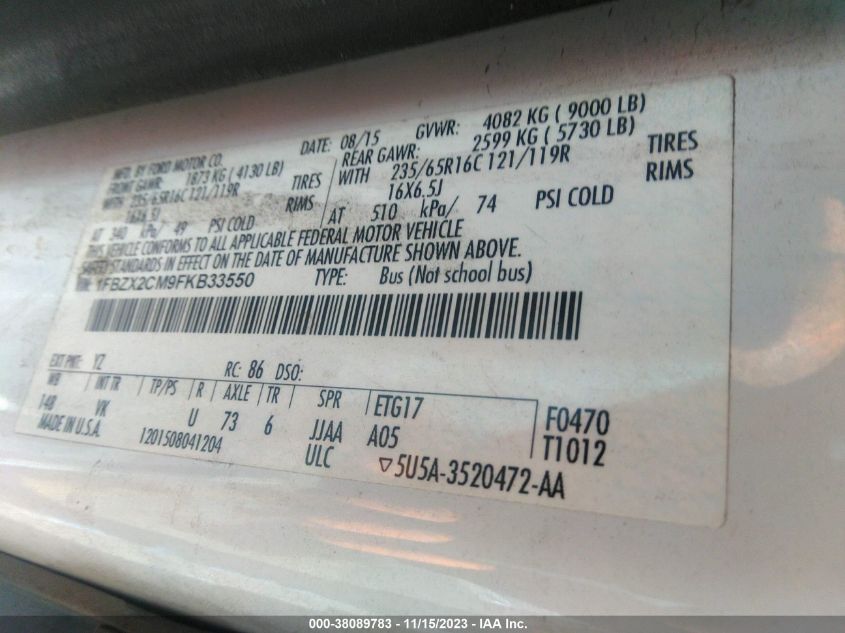 MFD. BY FORD MOTOR CO. DATE: 08/15 GVWR: 4082 KG ( 9000 LB)
FRONT GAWR: 1873 KG ( 4130 LB) REAR GAWR: 2599 KG ( 5730 LB)
WITH 235/65R16C 121/119R TIRES WITH 235/65R16C 121/119R TIRES
16X6.5J RIMS 16X6.5J RIMS
AT 340 kPa/ 49 PSI COLD AT 510 kPa/ 74 PSI COLD
THIS VEHICLE CONFORMS TO ALL APPLICABLE FEDERAL MOTOR VEHICLE
SAFETY STANDARDS IN EFFECT ON THE DATE OF MANUFACTURE SHOWN ABOVE.
VIN: 1FBZX2CM9FKB33550 TYPE: Bus (Not school bus)
EXT PNT: YZ RC: 86 DSO:
WB INT TR TP/PS R AXLE TR SPR ETG17 F0470
148 VK U 73 6 JJAA A05 T1012
MADE IN U.S.A. 1201508041204 ULC 5U5A-3520472-AA
000-38089783 - 11/15/2023 - IAA Inc.